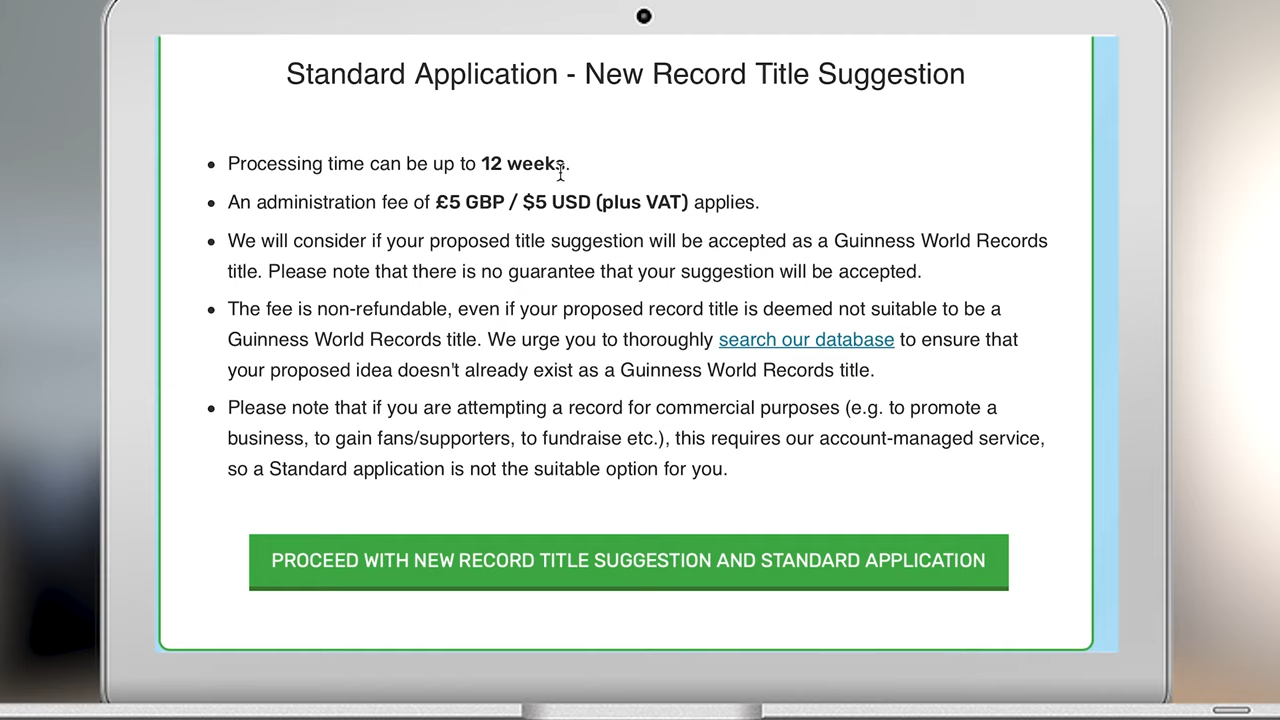 Standard Application - New Record Title Suggestion
Processing time can be up to 12 weeks.
An administration fee of £5 GBP / $5 USD (plus VAT) applies.
We will consider if your proposed title suggestion will be accepted as a Guinness World Records
title. Please note that there is no guarantee that your suggestion will be accepted.
The fee is non-refundable, even if your proposed record title is deemed not suitable to be a
Guinness World Records title. We urge you to thoroughly search our database to ensure that
your proposed idea doesn't already exist as a Guinness World Records title.
Please note that if you are attempting a record for commercial purposes (e.g. to promote a
business, to gain fans/supporters, to fundraise etc.), this requires our account-managed service,
so a Standard application is not the suitable option for you.
PROCEED WITH NEW RECORD TITLE SUGGESTION AND STANDARD APPLICATION